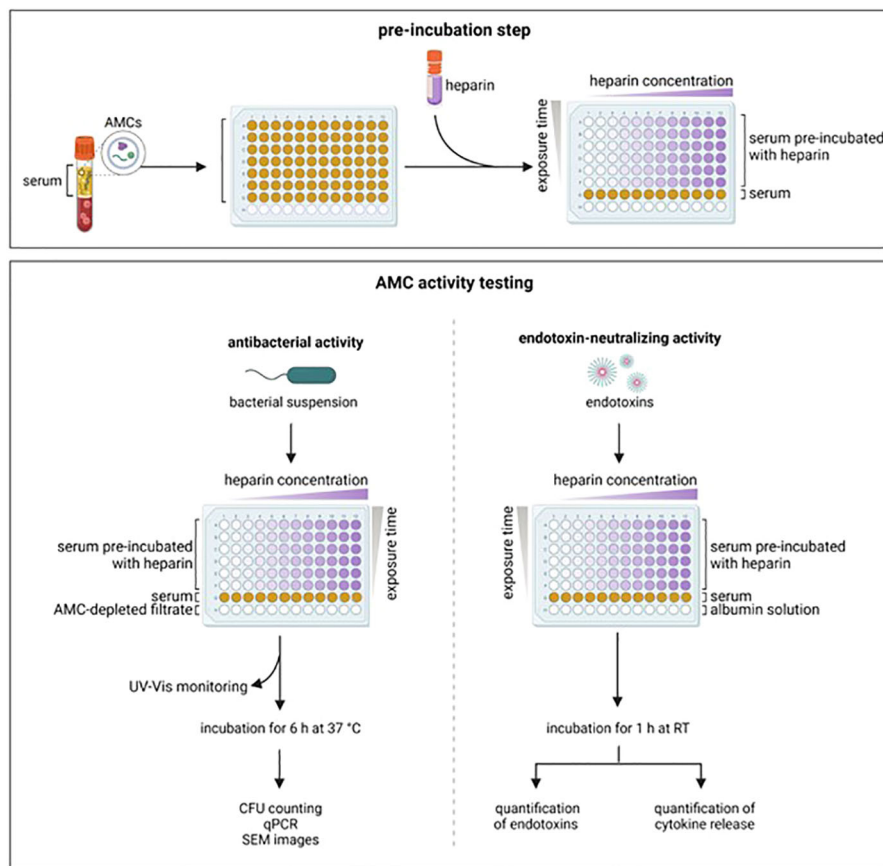 pre-incubation step
heparin
heparin concentration
AMCs
serum
exposure time
serum pre-incubated
with heparin
serum
AMC activity testing
antibacterial activity
bacterial suspension
heparin concentration
serum pre-incubated
with heparin
serum
AMC-depleted filtrate
exposure time
UV-Vis monitoring
incubation for 6 h at 37 °C
CFU counting
qPCR
SEM images
endotoxin-neutralizing activity
endotoxins
heparin concentration
exposure time
serum pre-incubated
with heparin
serum
albumin solution
incubation for 1 h at RT
quantification
of endotoxins
quantification of
cytokine release